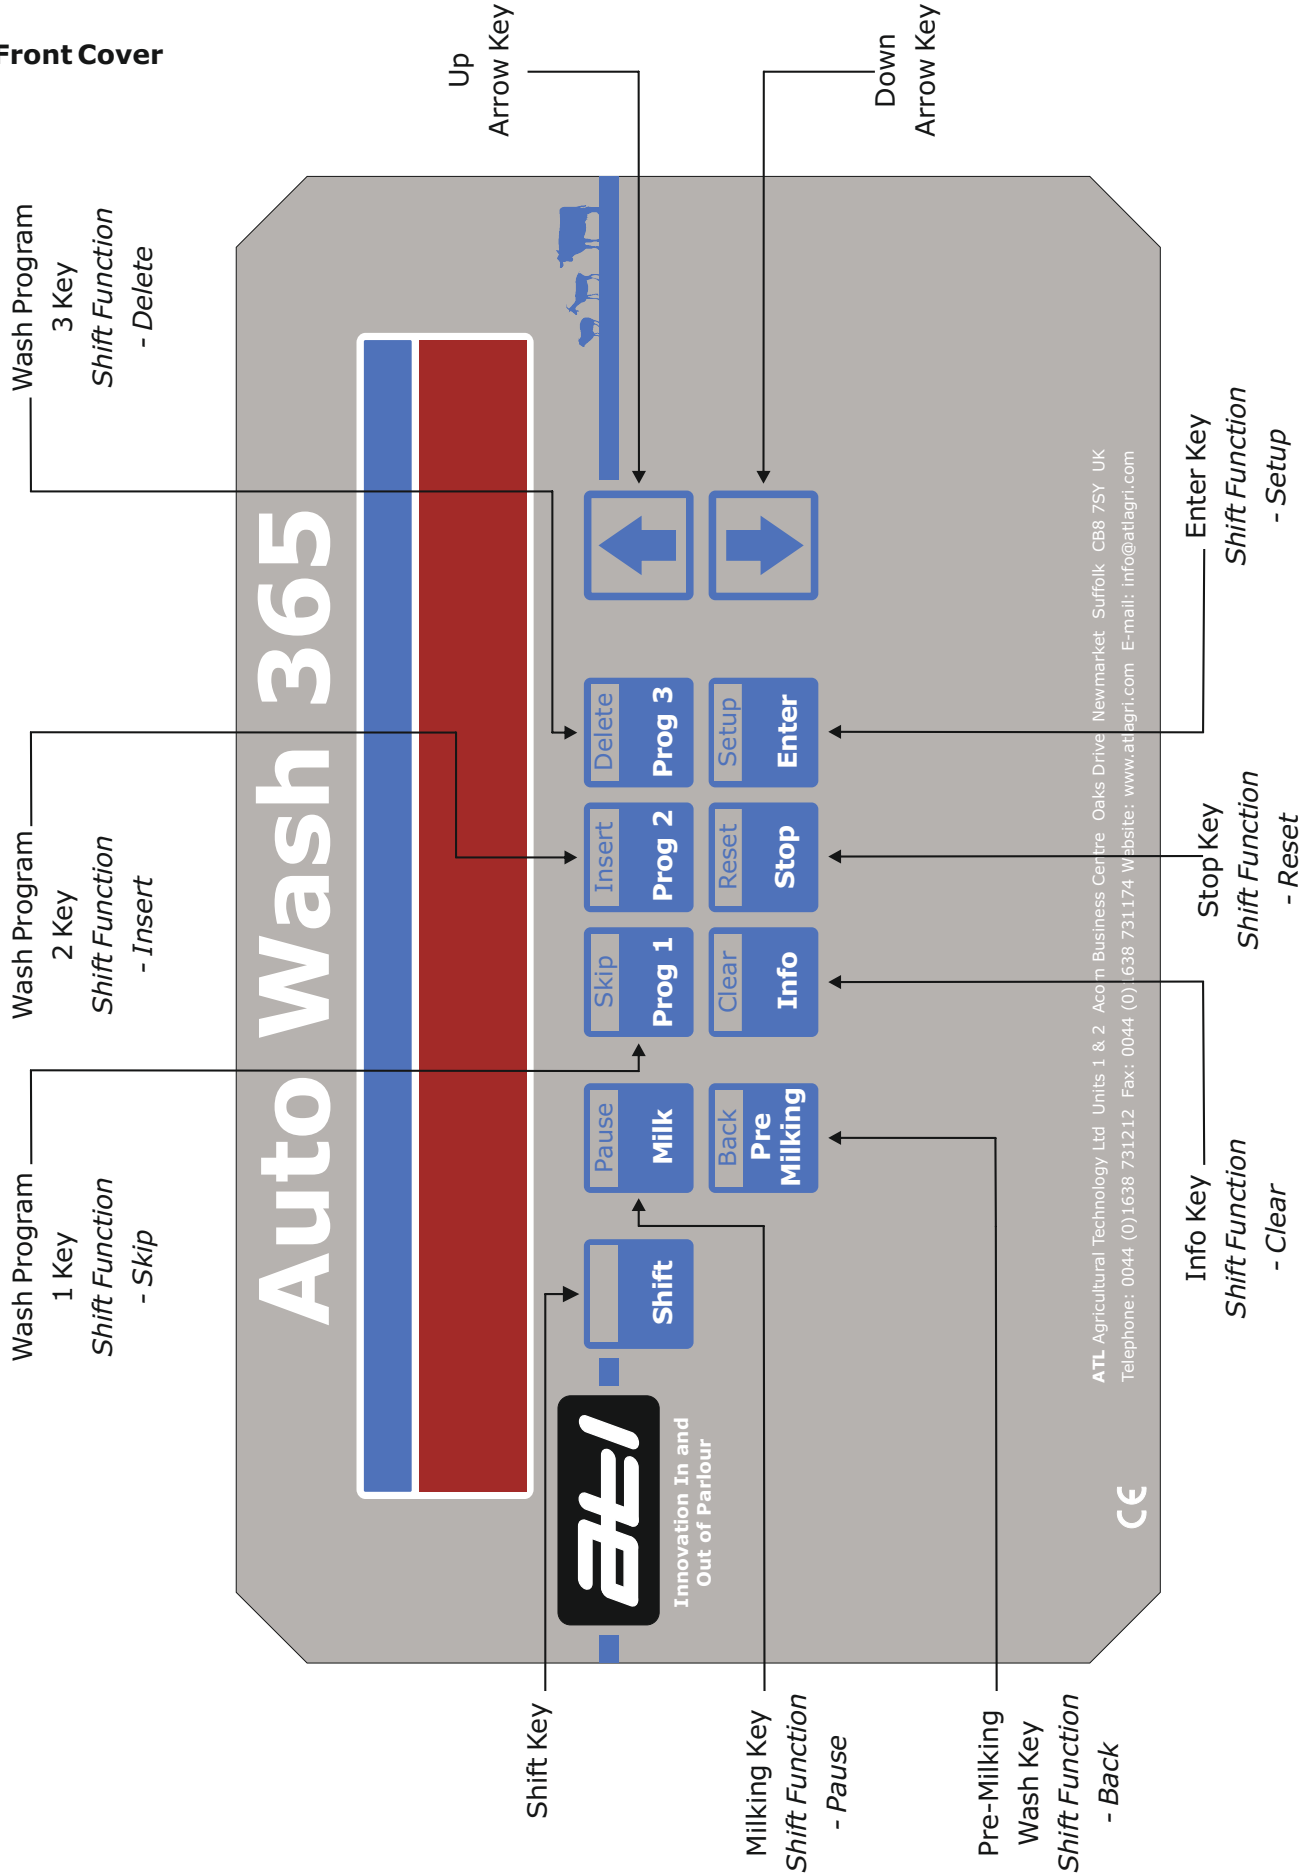 Front Cover
Wash Program
1 Key
Shift Function
- Skip
Wash Program
2 Key
Shift Function
- Insert
Wash Program
3 Key
Shift Function
- Delete
Up
Arrow Key
Down
Arrow Key
Auto Wash 365
atl
Innovation In and
Out of Parlour
Shift
Pause
Milk
Skip
Prog 1
Insert
Prog 2
Delete
Prog 3
Back
Pre
Milking
Clear
Info
Reset
Stop
Setup
Enter
CE
ATL Agricultural Technology Ltd Units 1 & 2 Acorn Business Centre Oaks Drive Newmarket Suffolk CB8 7SY UK
Telephone: 0044 (0)1638 731212 Fax: 0044 (0)1638 731174 Website: www.atlagri.com E-mail: info@atlagri.com
Shift Key
Milking Key
Shift Function
- Pause
Pre-Milking
Wash Key
Shift Function
- Back
Info Key
Shift Function
- Clear
Stop Key
Shift Function
- Reset
Enter Key
Shift Function
- Setup